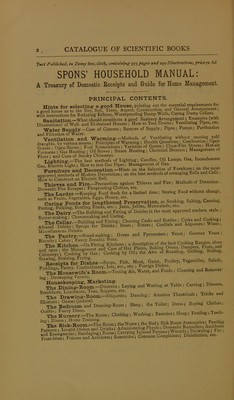 2 CATALOGUE OF SCIENTIFIC BOOKS
Just Published, in Demy 8vo, cloth, containing 975 pages and 250 Illustrations, price 7s. 6d.
SPONS' HOUSEHOLD MANUAL:
A Treasury of Domestic Receipts and Guide for Home Management.
PRINCIPAL CONTENTS.
Hints for selecting a good House, pointing out the essential requirements for
a good house as to the Site, Soil, Trees, Aspect, Construction, and General Arrangement;
with instructions for Reducing Echoes, Waterproofing Damp Walls, Curing Damp Cellars.
Sanitation.—What should constitute a good Sanitary Arrangement; Examples (with
Illustrations) of Well- and Ill-drained Houses; How to Test Drains; Ventilating Pipes, etc.
Water Supply.—Care of Cisterns; Sources of Supply; Pipes; Pumps; Purification
and Filtration of Water.
Ventilation and Warming.—Methods of Ventilating without causing cold
draughts, by various means; Principles of Warming; Health Questions; Combustion; Open
Grates; Open Stoves; Fuel Economisers; Varieties of Grates; Close-Fire Stoves; Hot-air
Furnaces; Gas Heating; Oil Stoves; Steam Heating; Chemical Heaters; Management of
Flues; and Cure of Smoky Chimneys.
Lighting.—The best methods of Lighting; Candles, Oil Lamps, Gas, Incandescent
Gas, Electric Light; How to test Gas Pipes; Management of Gas.
Furniture and Decoration.—Hints on the Selection of Furniture; on the most
approved methods of Modern Decoration; on the best methods of arranging Bells and Calls;
How to Construct an Electric Bell.
Thieves and Fire.—Precautions against Thieves and Fire; Methods of Detection;
Domestic Fire Escapes; Fireproofing Clothes, etc.
The Larder.—Keeping Food fresh for a limited time; Storing Food without change,
such as Fruits, Vegetables, Eggs, Honey, etc.
Curing Foods for lengthened Preservation, as Smoking, Salting, Canning,
Potting, Pickling, Bottling Fruits, etc.; Jams, Jellies, Marmalade, etc.
The Dairy.—The Building and Fitting of Dairies in the most approved modern style;
Butter-making; Cheesemaking and Curing.
The Cellar.—Building and Fitting; Cleaning Casks and Bottles; Corks and Corking;
Aërated Drinks; Syrups for Drinks; Beers; Bitters; Cordials and Liqueurs; Wines;
Miscellaneous Drinks.
The Pantry.—Bread-making; Ovens and Pyrometers; Yeast; German Yeast;
Biscuits; Cakes; Fancy Breads; Buns.
The Kitchen.—On Fitting Kitchens; a description of the best Cooking Ranges, close
and open; the Management and Care of Hot Plates, Baking Ovens, Dampers, Flues, and
Chimneys; Cooking by Gas; Cooking by Oil; the Arts of Roasting, Grilling, Boiling,
Stewing, Braising, Frying.
Receipts for Dishes—Soups, Fish, Meat, Game, Poultry, Vegetables, Salads,
Puddings, Pastry, Confectionery, Ices, etc., etc.; Foreign Dishes.
The Housewife's Room.—Testing Air, Water, and Foods; Cleaning and Renovat-
ing; Destroying Vermin.
Housekeeping, Marketing.
The Dining-Room.—Dietetics; Laying and Waiting at Table; Carving; Dinners,
Breakfasts, Luncheons, Teas, Suppers, etc.
The Drawing-Room.—Etiquette; Dancing; Amateur Theatricals; Tricks and
Illusions; Games (indoor).
The Bedroom and Dressing-Room; Sleep; the Toilet; Dress; Buying Clothes;
Outfits; Fancy Dress.
The Nursery.—The Room; Clothing; Washing; Exercise; Sleep; Feeding; Teeth-
ing; Illness; Home Training.
The Sick-Room.—The Room; the Nurse; the Bed; Sick Room Accessories; Feeding
Patients; Invalid Dishes and Drinks; Administering Physic; Domestic Remedies; Accidents
and Emergencies; Bandaging; Burns; Carrying Injured Persons; Wounds; Drowning; Fits;
Frost-bites; Poisons and Antidotes; Sunstroke; Common Complaints; Disinfection, etc.